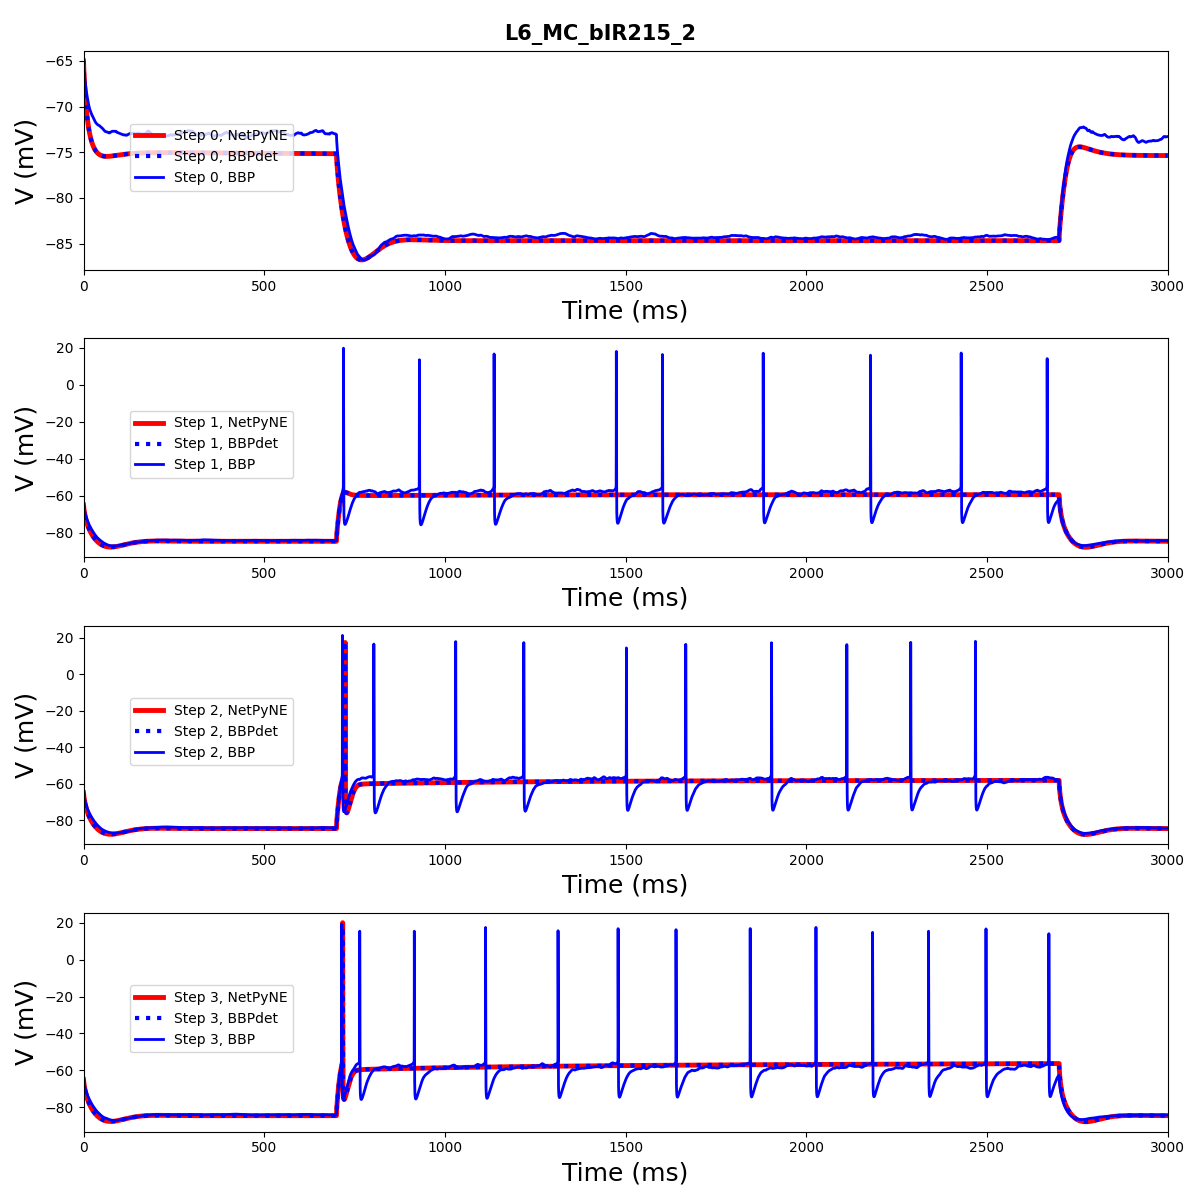 L6_MC_bIR215_2
−65
−70
−75
−80
−85
V (mV)
Step 0, NetPyNE
Step 0, BBPdet
Step 0, BBP
0 500 1000 1500 2000 2500 3000
Time (ms)
20
0
−20
−40
−60
−80
V (mV)
Step 1, NetPyNE
Step 1, BBPdet
Step 1, BBP
0 500 1000 1500 2000 2500 3000
Time (ms)
20
0
−20
−40
−60
−80
V (mV)
Step 2, NetPyNE
Step 2, BBPdet
Step 2, BBP
0 500 1000 1500 2000 2500 3000
Time (ms)
20
0
−20
−40
−60
−80
V (mV)
Step 3, NetPyNE
Step 3, BBPdet
Step 3, BBP
0 500 1000 1500 2000 2500 3000
Time (ms)